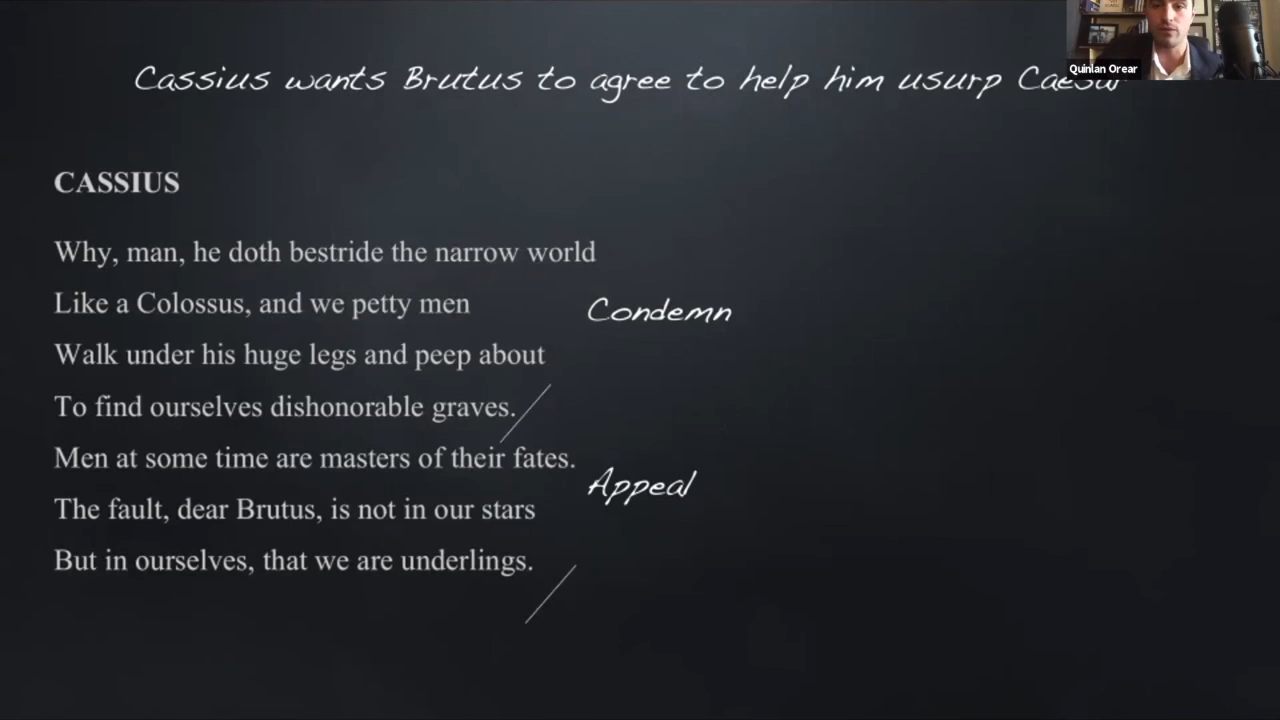 Cassius wants Brutus to agree to help him usurp Caesar
Quinlan Orear
CASSIUS
Why, man, he doth bestride the narrow world
Like a Colossus, and we petty men
Condemn
Walk under his huge legs and peep about
To find ourselves dishonorable graves.
Men at some time are masters of their fates.
Appeal
The fault, dear Brutus, is not in our stars
But in ourselves, that we are underlings.